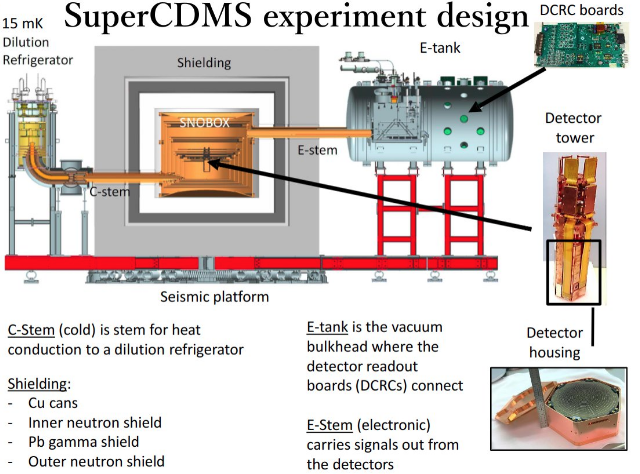 SuperCDMS experiment design
15 mK
Dilution
Refrigerator
Shielding
E-tank
DCRC boards
SNOBOX
E-stem
C-stem
Detector
tower
Seismic platform
C-Stem (cold) is stem for heat
conduction to a dilution refrigerator
Shielding:
- Cu cans
- Inner neutron shield
- Pb gamma shield
- Outer neutron shield
E-tank is the vacuum
bulkhead where the
detector readout
boards (DCRCs) connect
E-Stem (electronic)
carries signals out from
the detectors
Detector
housing